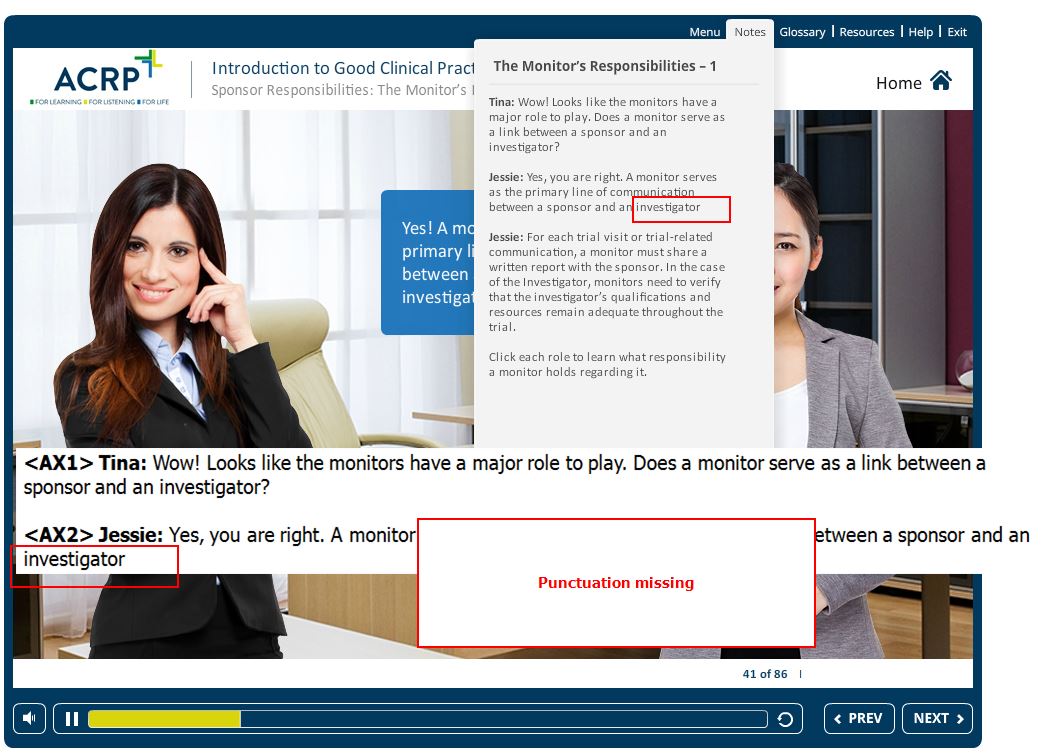 Menu Notes Glossary Resources Help Exit
ACRP
FOR LEARNING FOR LISTENING FOR LIFE
Introduction to Good Clinical Pract
Sponsor Responsibilities: The Monitor's
Home
The Monitor's Responsibilities – 1
Tina: Wow! Looks like the monitors have a
major role to play. Does a monitor serve as
a link between a sponsor and an
investigator?
Jessie: Yes, you are right. A monitor serves
as the primary line of communication
between a sponsor and an investigator
Jessie: For each trial visit or trial-related
communication, a monitor must share a
written report with the sponsor. In the case
of the Investigator, monitors need to verify
that the investigator's qualifications and
resources remain adequate throughout the
trial.
Click each role to learn what responsibility
a monitor holds regarding it.
Yes! A mo
primary li
between
investigat
<AX1> Tina: Wow! Looks like the monitors have a major role to play. Does a monitor serve as a link between a
sponsor and an investigator?
<AX2> Jessie: Yes, you are right. A monitor etween a sponsor and an
investigator
Punctuation missing
41 of 86
PREV NEXT